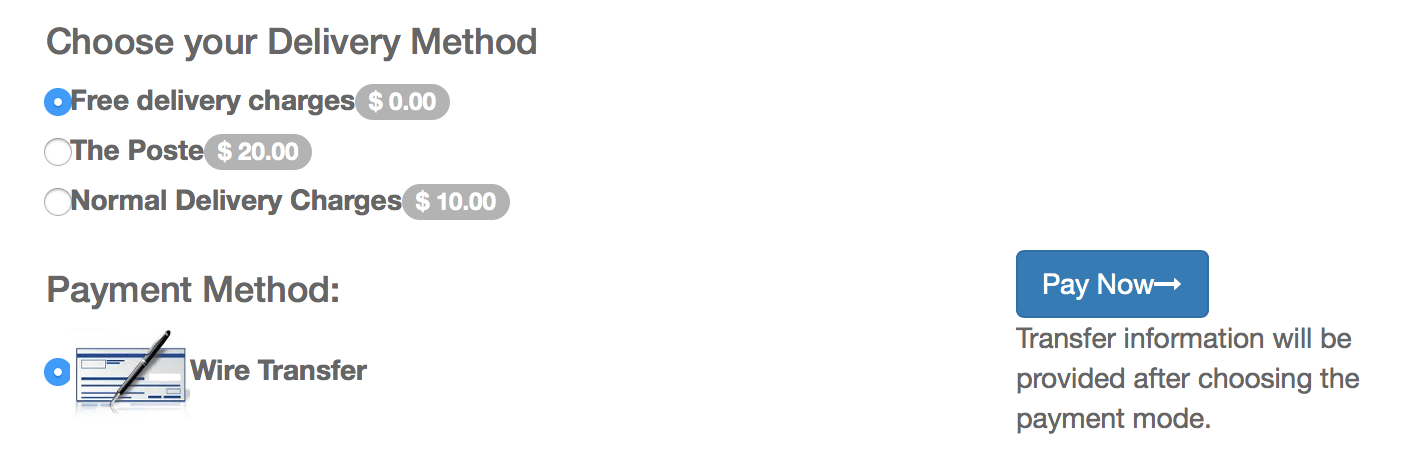 Choose your Delivery Method
Free delivery charges $ 0.00
The Poste $ 20.00
Normal Delivery Charges $ 10.00
Payment Method:
Wire Transfer
Pay Now→
Transfer information will be
provided after choosing the
payment mode.